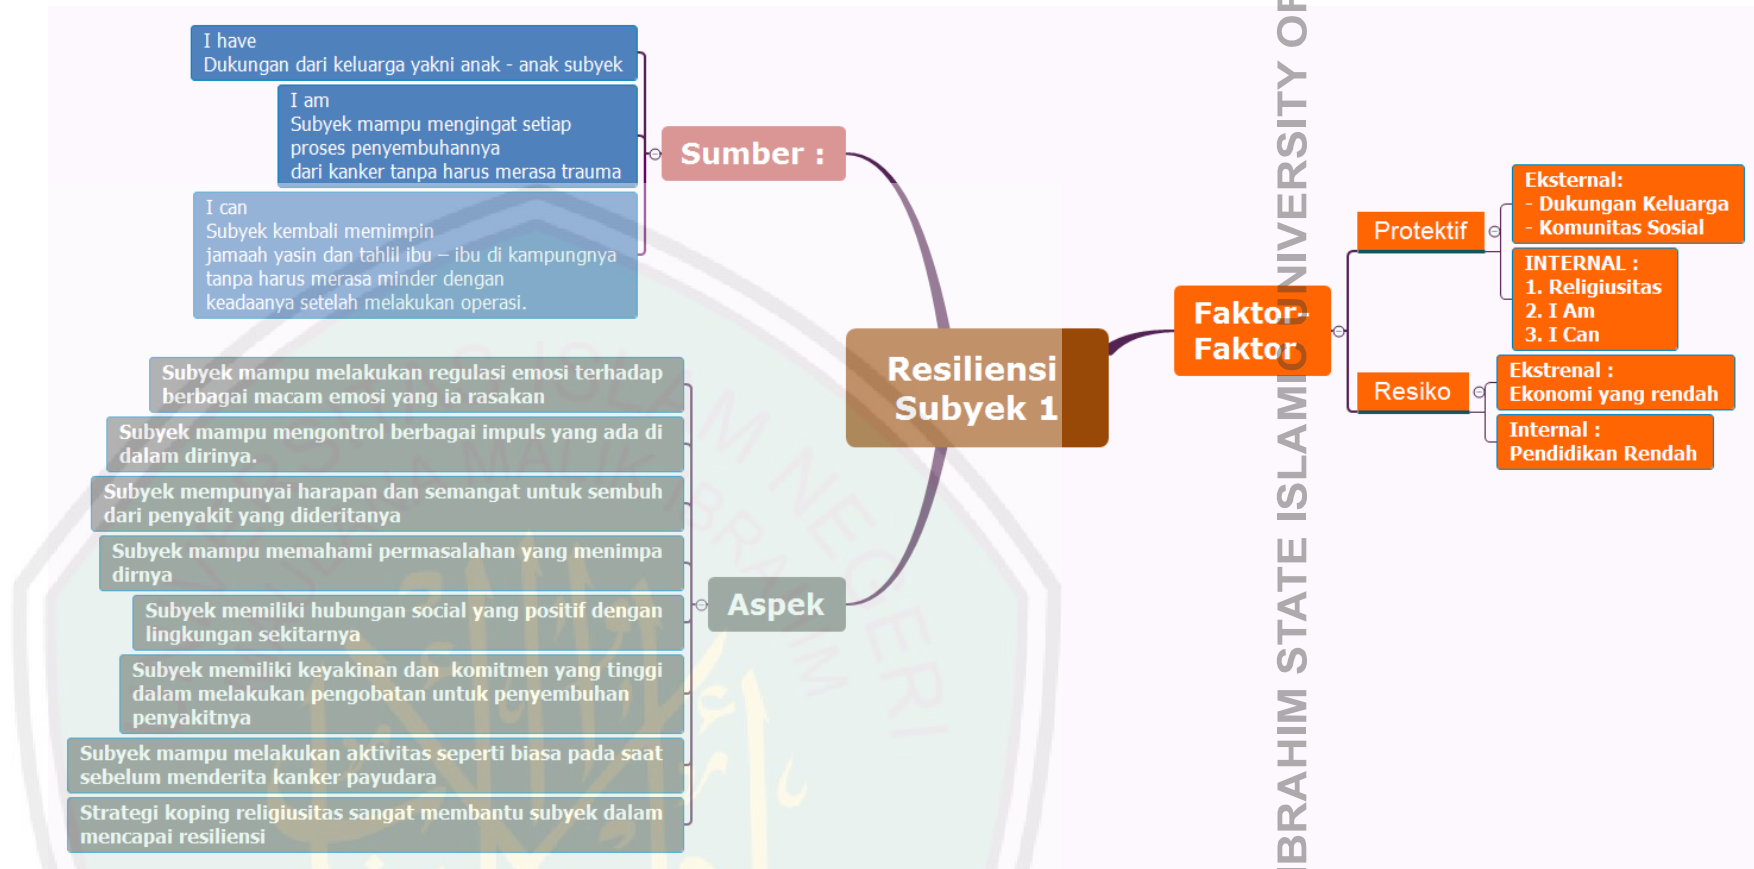 I have
Dukungan dari keluarga yakni anak - anak subyek
I am
Subyek mampu mengingat setiap
proses penyembuhannya
dari kanker tanpa harus merasa trauma
I can
Subyek kembali memimpin
jamaah yasin dan tahlil ibu – ibu di kampungnya
tanpa harus merasa minder dengan
keadaanya setelah melakukan operasi.
Sumber :
Subyek mampu melakukan regulasi emosi terhadap
berbagai macam emosi yang ia rasakan
Subyek mampu mengontrol berbagai impuls yang ada di
dalam dirinya.
Subyek mempunyai harapan dan semangat untuk sembuh
dari penyakit yang dideritanya
Subyek mampu memahami permasalahan yang menimpa
dirnya
Subyek memiliki hubungan social yang positif dengan
lingkungan sekitarnya
Subyek memiliki keyakinan dan  komitmen yang tinggi
dalam melakukan pengobatan untuk penyembuhan
penyakitnya
Subyek mampu melakukan aktivitas seperti biasa pada saat
sebelum menderita kanker payudara
Strategi koping religiusitas sangat membantu subyek dalam
mencapai resiliensi
Aspek
Resiliensi
Subyek 1
Faktor-
Faktor
Protektif
Eksternal:
- Dukungan Keluarga
- Komunitas Sosial
INTERNAL :
1. Religiusitas
2. I Am
3. I Can
Resiko
Ekstrenal :
Ekonomi yang rendah
Internal :
Pendidikan Rendah
IBRAHIM STATE ISLAMIC UNIVERSITY OF